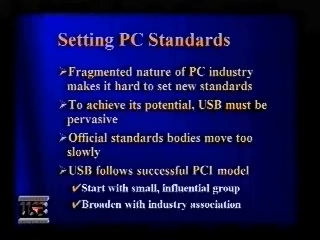 Setting PC Standards
➢Fragmented nature of PC industry
makes it hard to set new standards
➢To achieve its potential, USB must be
pervasive
➢Official standards bodies move too
slowly
➢USB follows successful PCI model
✓Start with small, influential group
✓Broaden with industry association